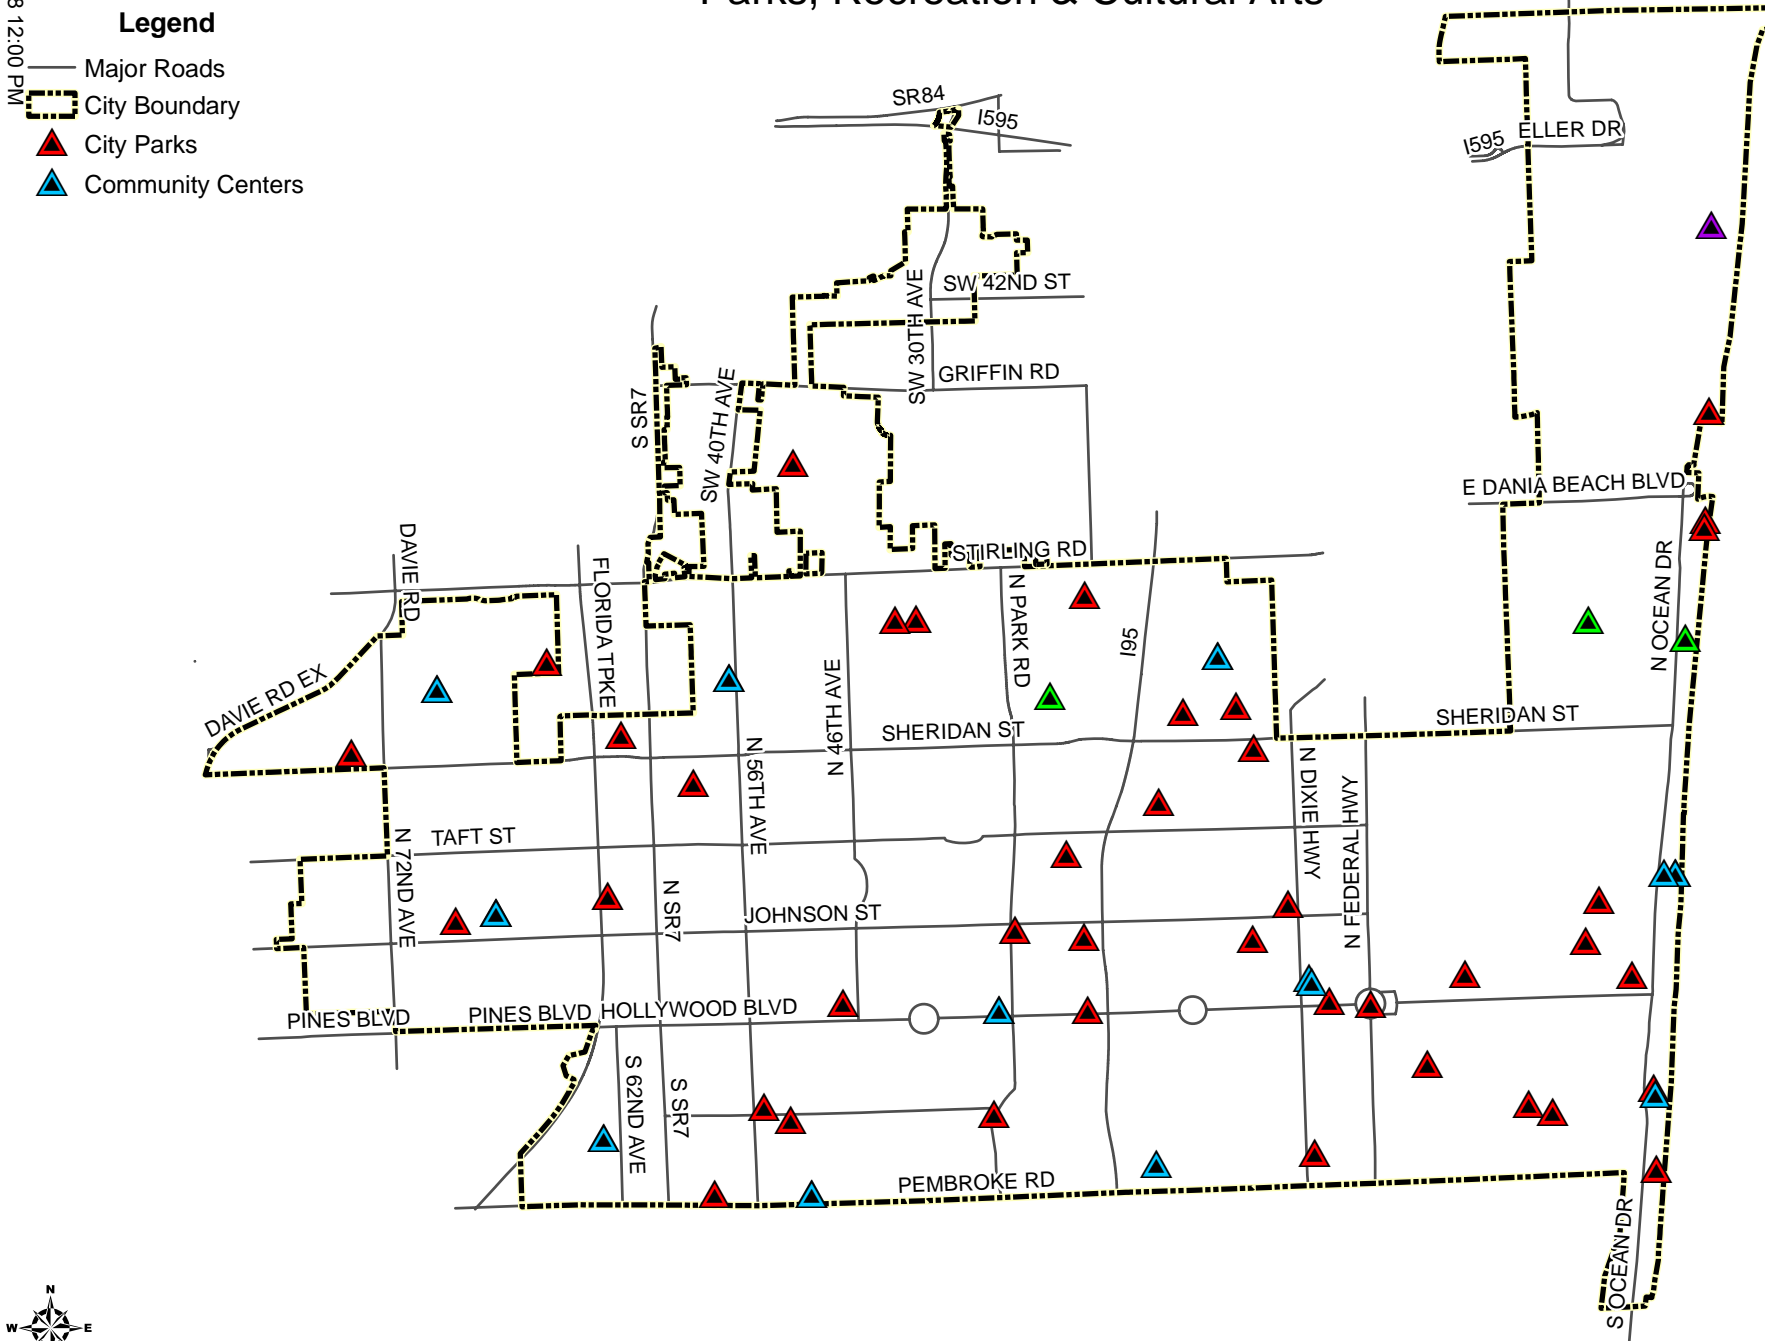 Parks, Recreation & Cultural Arts
8 12:00 PM
Legend
Major Roads
City Boundary
City Parks
Community Centers
SR84
I595
I595
ELLER DR
SW 42ND ST
SW 30TH AVE
GRIFFIN RD
S SR7
SW 40TH AVE
E DANIA BEACH BLVD
STIRLING RD
DAVIE RD
FLORIDA TPKE
N PARK RD
I95
N OCEAN DR
DAVIE RD EX
N 46TH AVE
SHERIDAN ST
SHERIDAN ST
N 56TH AVE
N DIXIE HWY
N FEDERAL HWY
TAFT ST
N 72ND AVE
N SR7
JOHNSON ST
PINES BLVD
PINES BLVD
HOLLYWOOD BLVD
S 62ND AVE
S SR7
PEMBROKE RD
S OCEAN DR
N
W
E